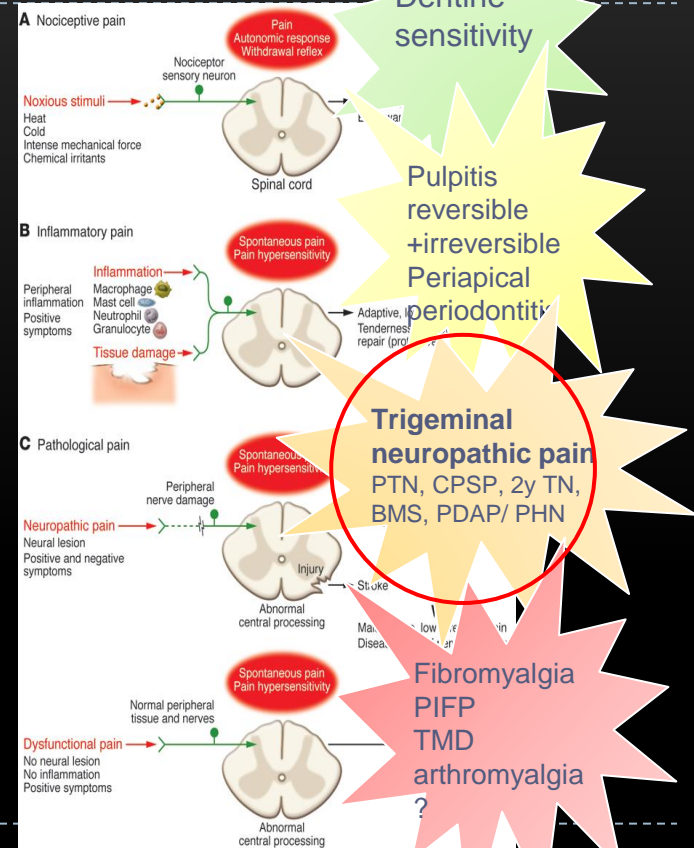 A Nociceptive pain
Pain
Autonomic response
Withdrawal reflex
Nociceptor
sensory neuron
Noxious stimuli
Heat
Cold
Intense mechanical force
Chemical irritants
Spinal cord
Dentine
sensitivity
B Inflammatory pain
Spontaneous pain
Pain hypersensitivity
Inflammation
Peripheral
inflammation
Positive
symptoms
Macrophage
Mast cell
Neutrophil
Granulocyte
Tissue damage
Adaptive,
Tenderness
repair
Pulpitis
reversible
+irreversible
Periapical
periodontitis
C Pathological pain
Spontaneous
Pain hypersensitivity
Peripheral
nerve damage
Neuropathic pain
Neural lesion
Positive and negative
symptoms
Injury
Stroke
Abnormal
central processing
Trigeminal
neuropathic pain
PTN, CPSP, 2y TN,
BMS, PDAP/ PHN
Spontaneous pain
Pain hypersensitivity
Normal peripheral
tissue and nerves
Dysfunctional pain
No neural lesion
No inflammation
Positive symptoms
Abnormal
central processing
Fibromyalgia
PIFP
TMD
arthromyalgia
?